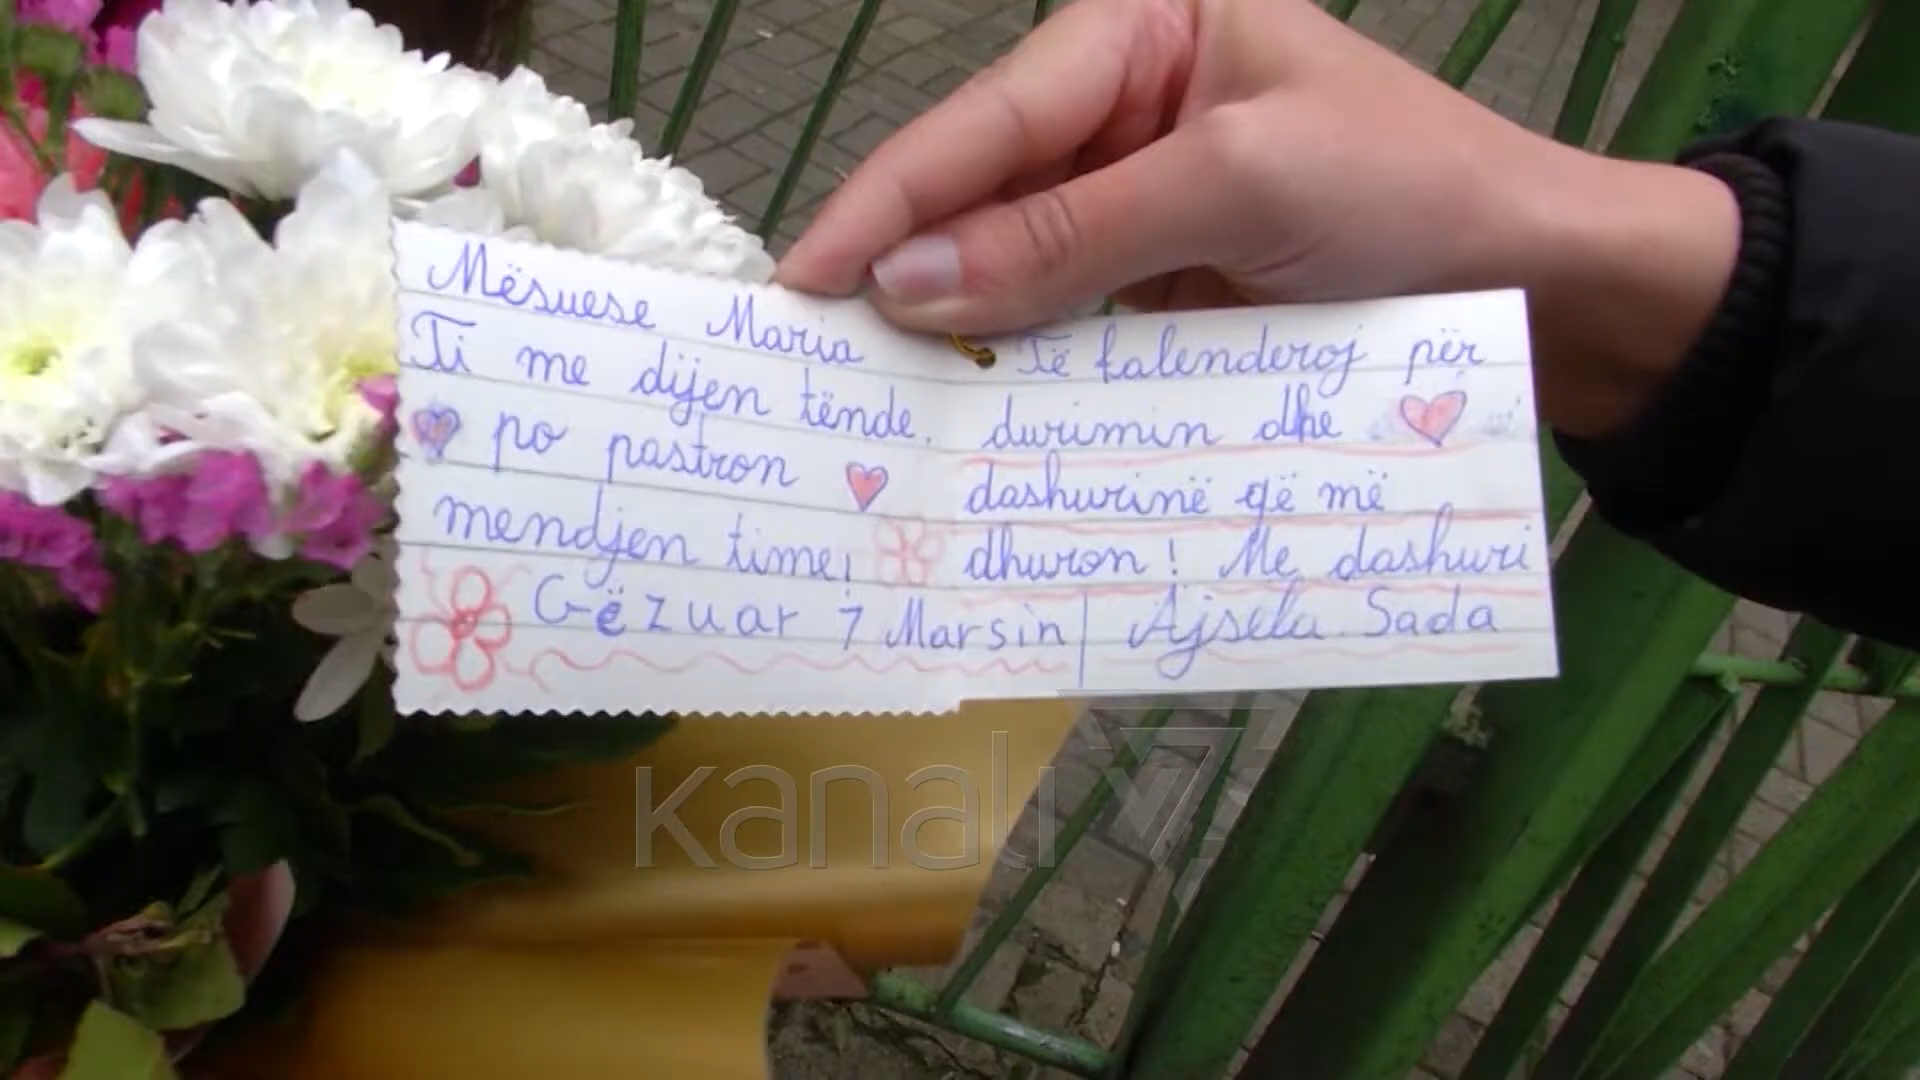 Mësuese Maria
Ti me dijen tënde,
po pastron
mendjen time,
Gëzuar 7 Marsin
Të falenderoj për
durimin dhe
dashurinë që më
dhuron! Me dashuri
Ajsela Sada
kanali 7